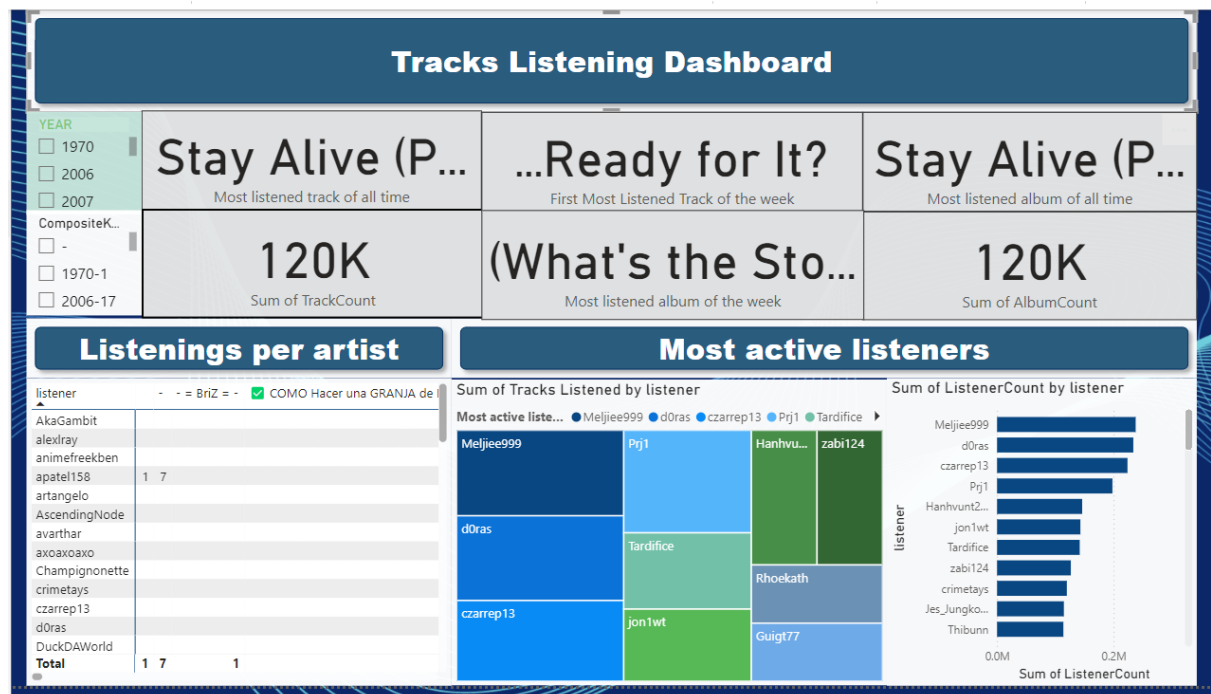 Tracks Listening Dashboard
YEAR
1970
2006
2007
CompositeK...
-
1970-1
2006-17
Stay Alive (P...
Most listened track of all time
...Ready for It?
First Most Listened Track of the week
Stay Alive (P...
Most listened album of all time
120K
Sum of TrackCount
(What's the Sto...
Most listened album of the week
120K
Sum of AlbumCount
Listenings per artist
Most active listeners
listener - - = BriZ = - ✅ COMO Hacer una GRANJA de
AkaGambit
alexlray
animefreekben
apatel158 1 7
artangelo
AscendingNode
avarthar
axoaxoaxo
Champignonette
crimetays
czarrep13
d0ras
DuckDAWorld
Total 1 7 1
Sum of Tracks Listened by listener
Most active liste... Meljiee999 d0ras czarrep13 Prj1 Tardifice
Meljiee999
d0ras
czarrep13
Prj1
Tardifice
jon1wt
Hanhvu...
zabi124
Rhoekath
Guigt77
Sum of ListenerCount by listener
listener
Meljiee999
d0ras
czarrep13
Prj1
Hanhvunt2...
jon1wt
Tardifice
zabi124
crimetays
Jes_Jungko...
Thibunn
0.0M 0.2M
Sum of ListenerCount